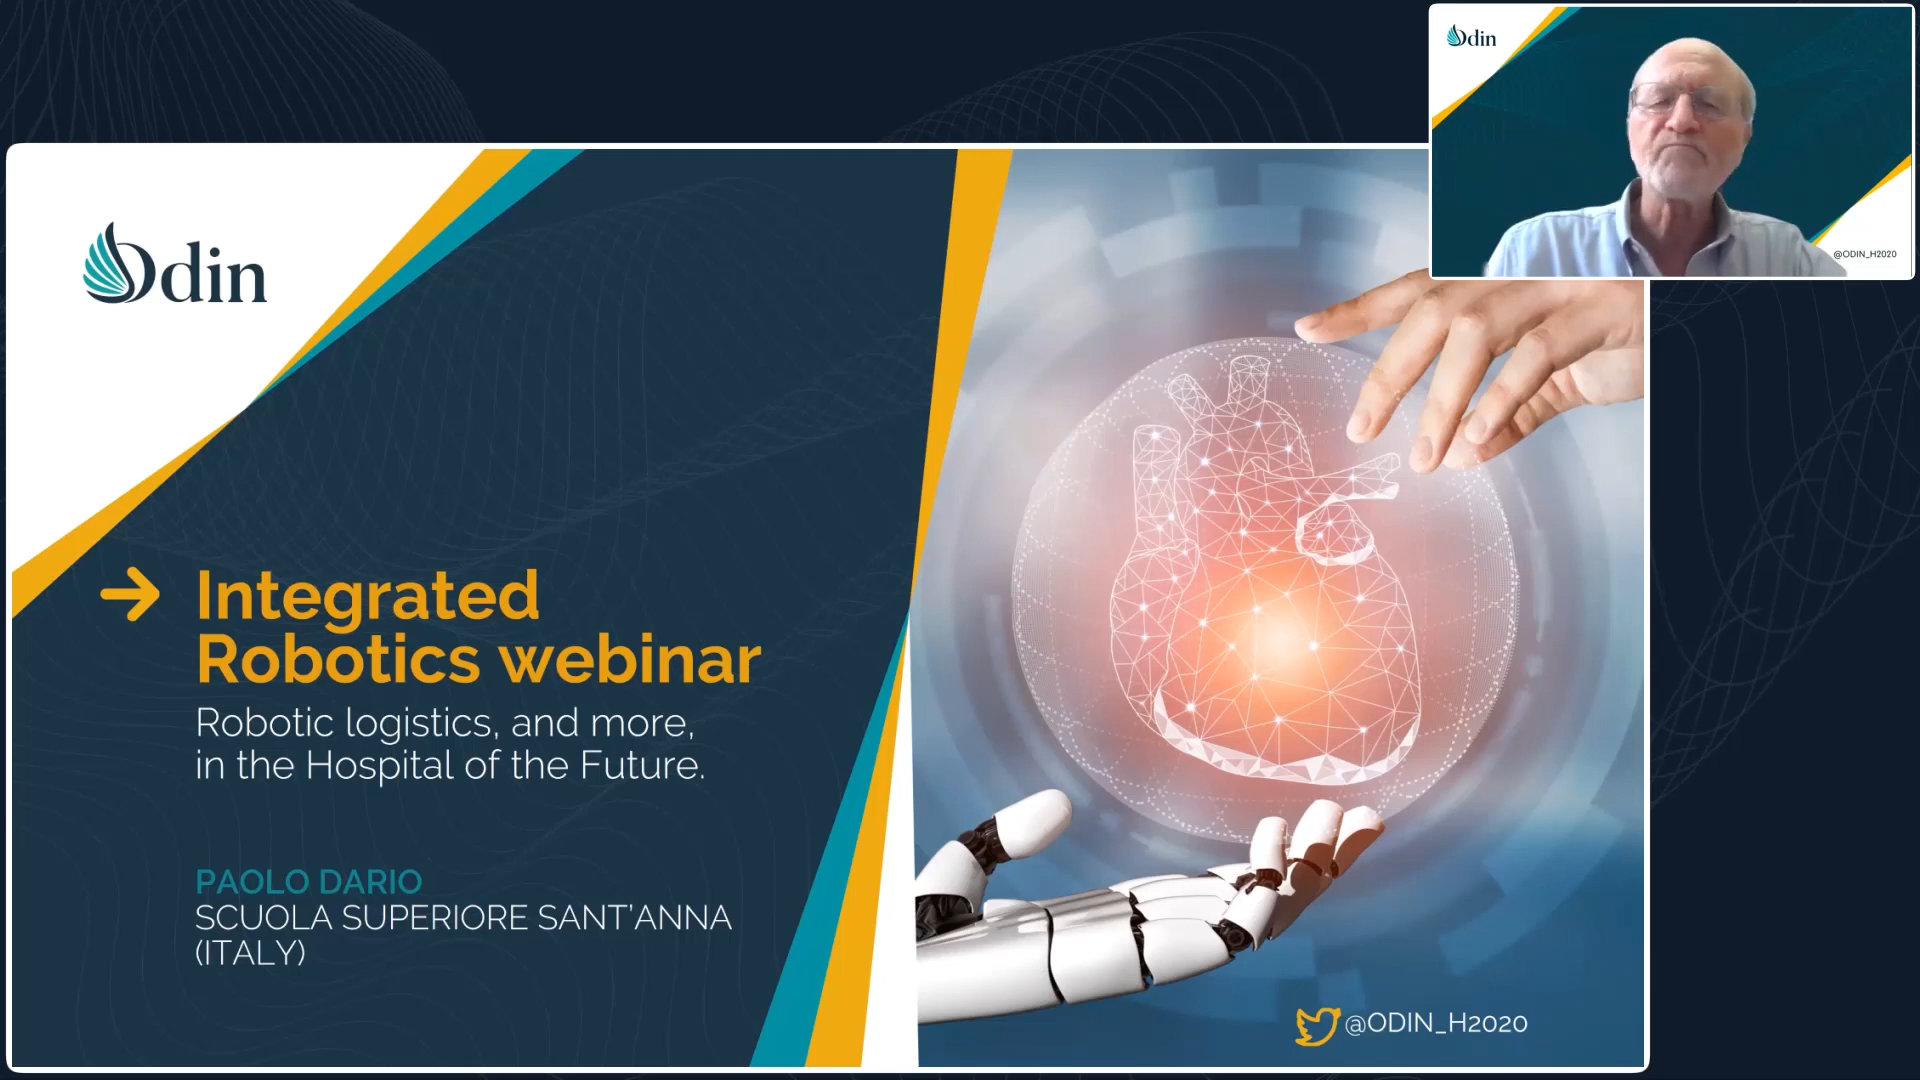 Odin
Integrated
Robotics webinar
Robotic logistics, and more,
in the Hospital of the Future.
PAOLO DARIO
SCUOLA SUPERIORE SANT'ANNA
(ITALY)
@ODIN_H2020
Odin
@ODIN_H2020